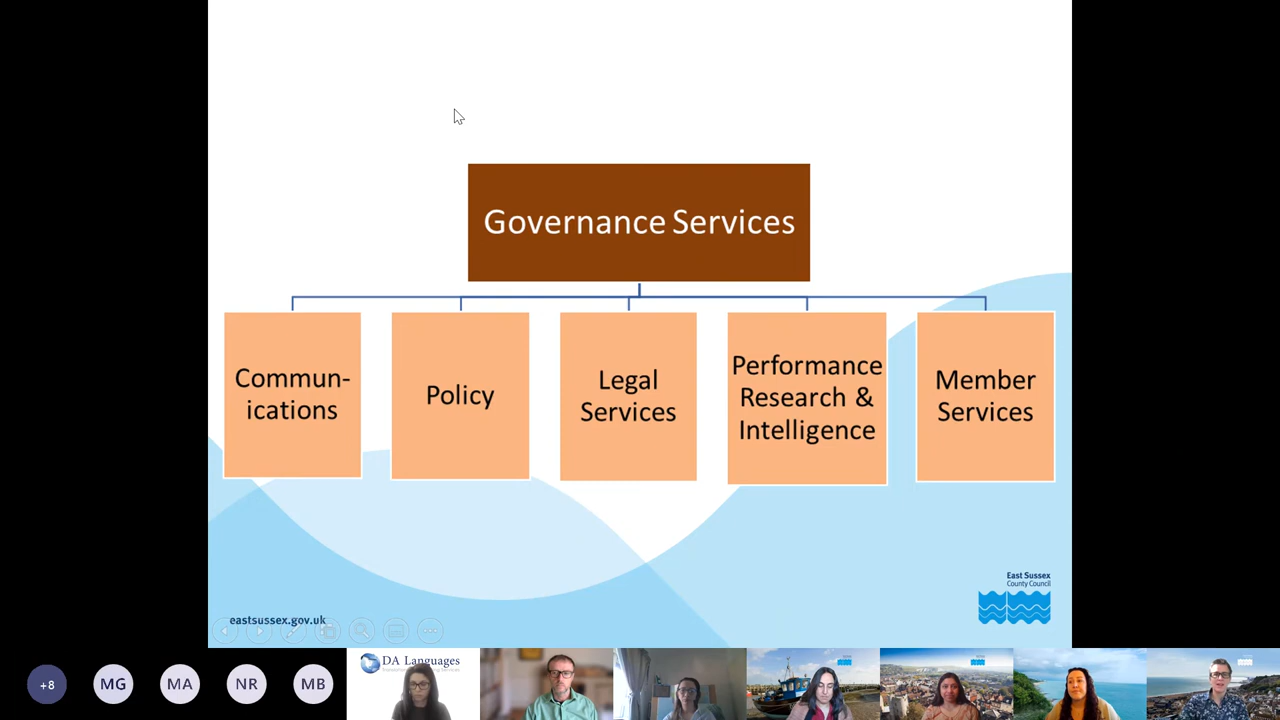 Governance Services
Commun-
ications
Policy
Legal
Services
Performance
Research &
Intelligence
Member
Services
East Sussex
County Council
eastsussex.gov.uk
+8
MG
MA
NR
MB
DA Languages